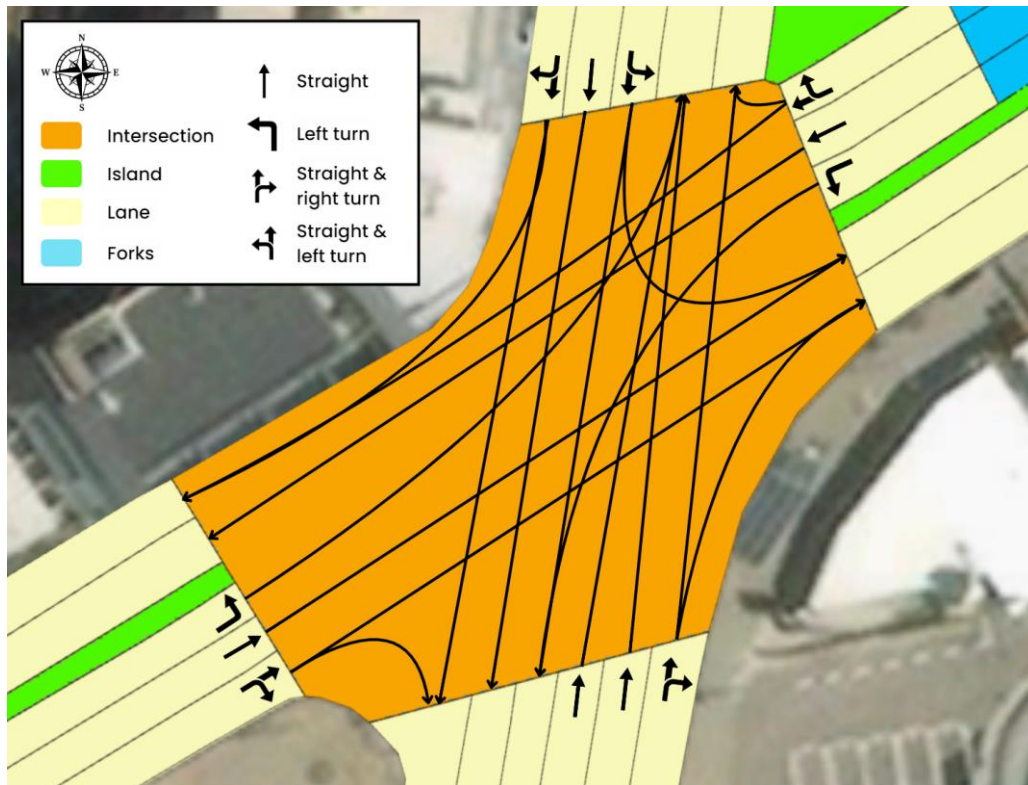 N
W E
S
Straight
Intersection
Left turn
Island
Straight &
right turn
Lane
Straight &
left turn
Forks